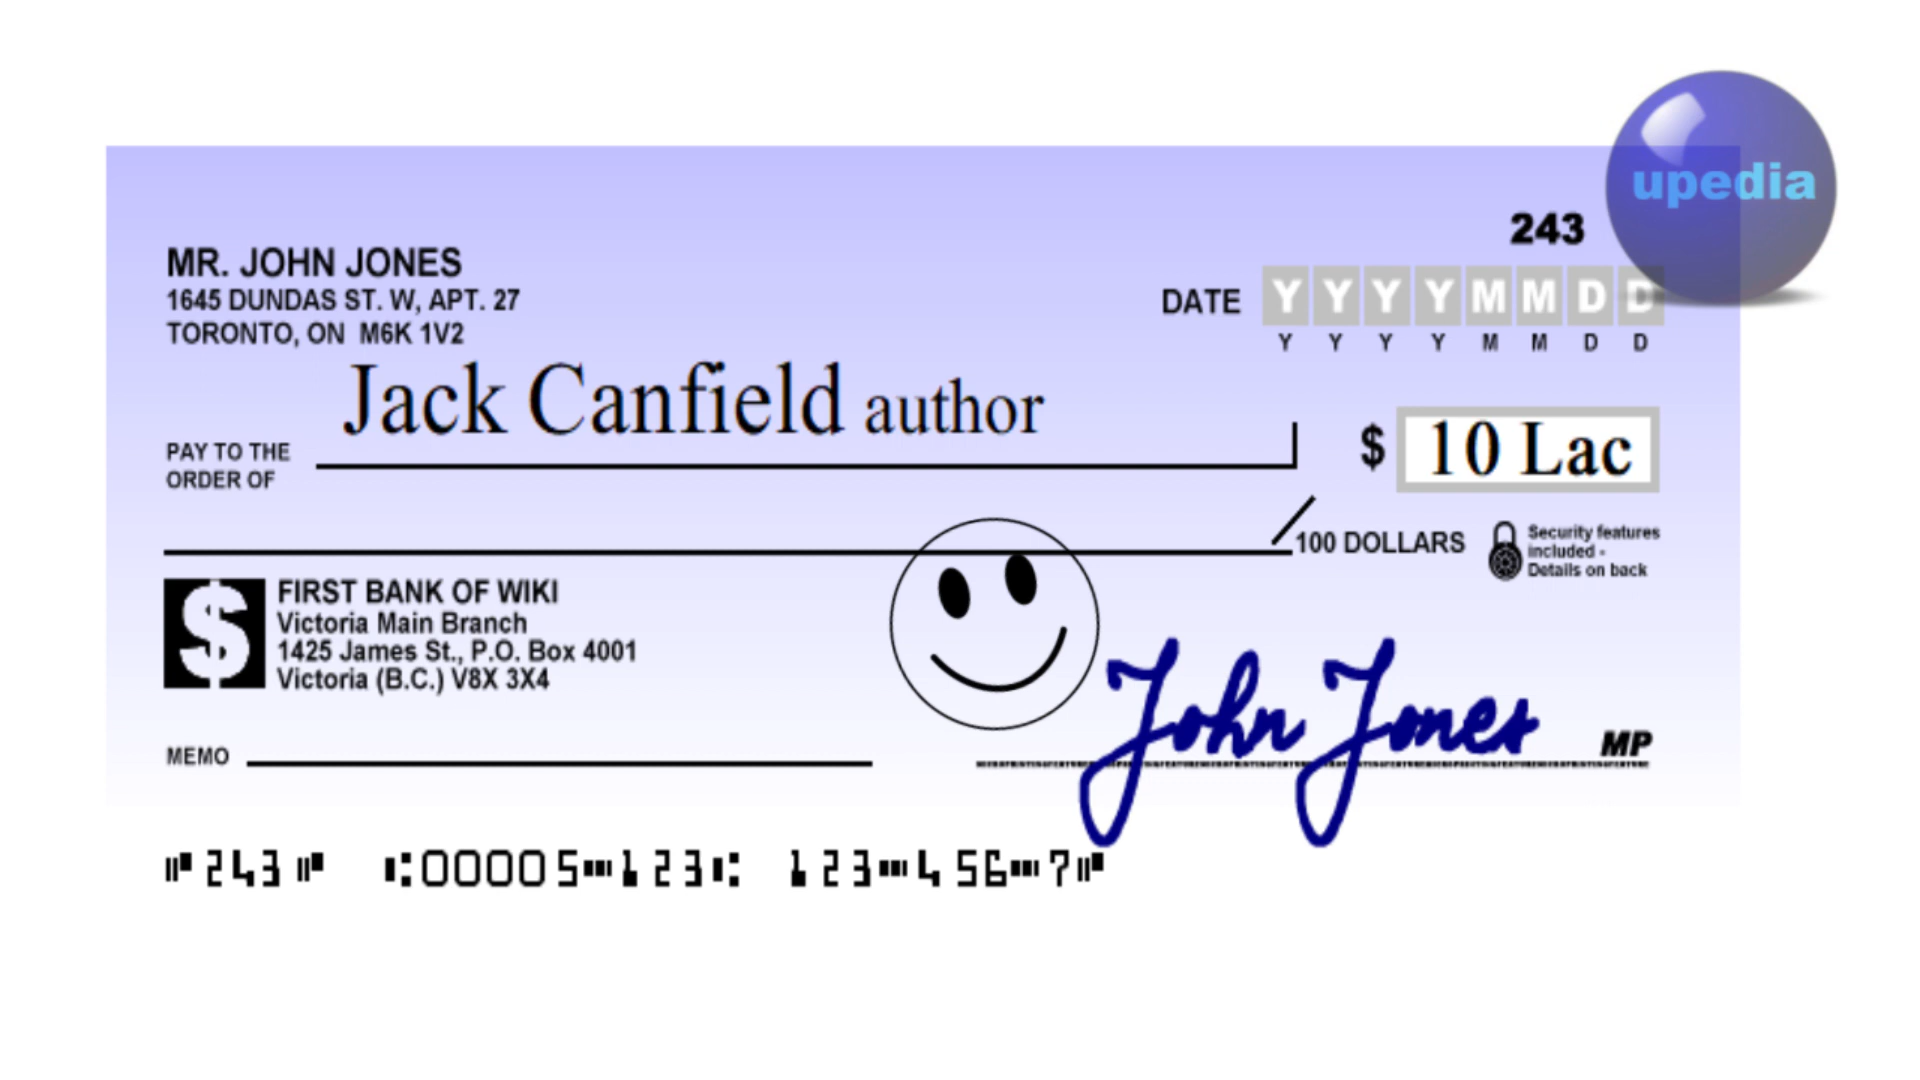 upedia
243
MR. JOHN JONES
1645 DUNDAS ST. W, APT. 27
TORONTO, ON M6K 1V2
DATE Y Y Y Y M M D D
Y Y Y Y M M D D
Jack Canfield author
PAY TO THE
ORDER OF
$ 10 Lac
/100 DOLLARS
Security features
included -
Details on back
$
FIRST BANK OF WIKI
Victoria Main Branch
1425 James St., P.O. Box 4001
Victoria (B.C.) V8X 3X4
John Jones
MP
MEMO
⑈243⑈ ⑆00005⑉123⑆ 123⑉456⑉7⑈